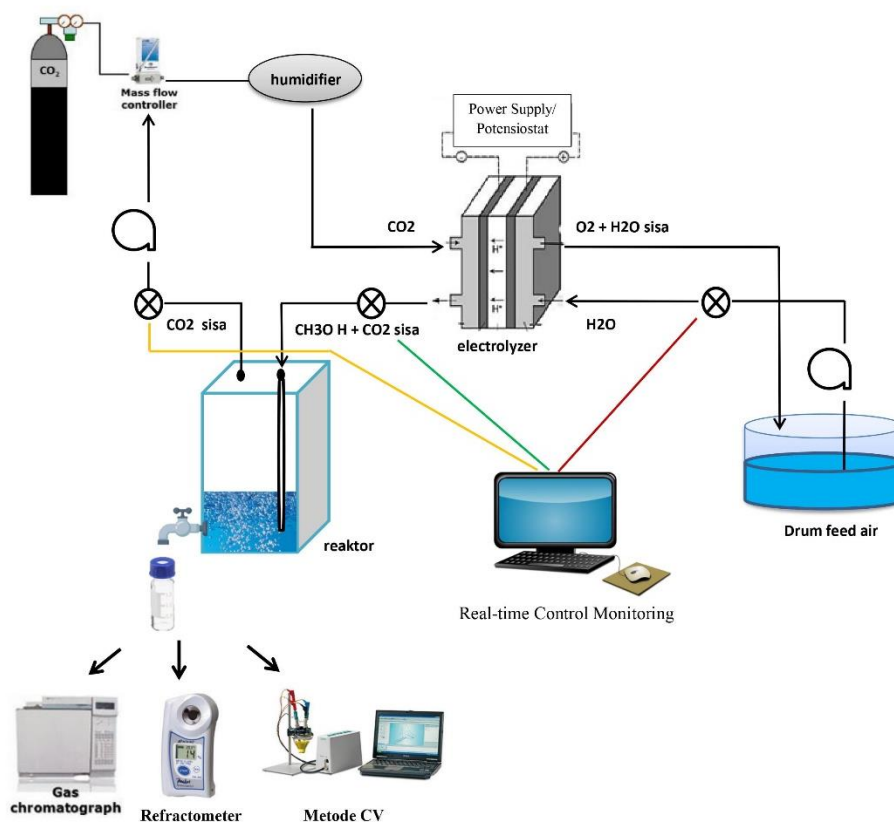 CO2
Mass flow
controller
humidifier
Power Supply/
Potensiostat
-
+
CO2
O2 + H2O sisa
H+
H+
CO2 sisa
CH3O H + CO2 sisa
H2O
electrolyzer
reaktor
Drum feed air
Real-time Control Monitoring
Gas
chromatograph
Refractometer
Metode CV